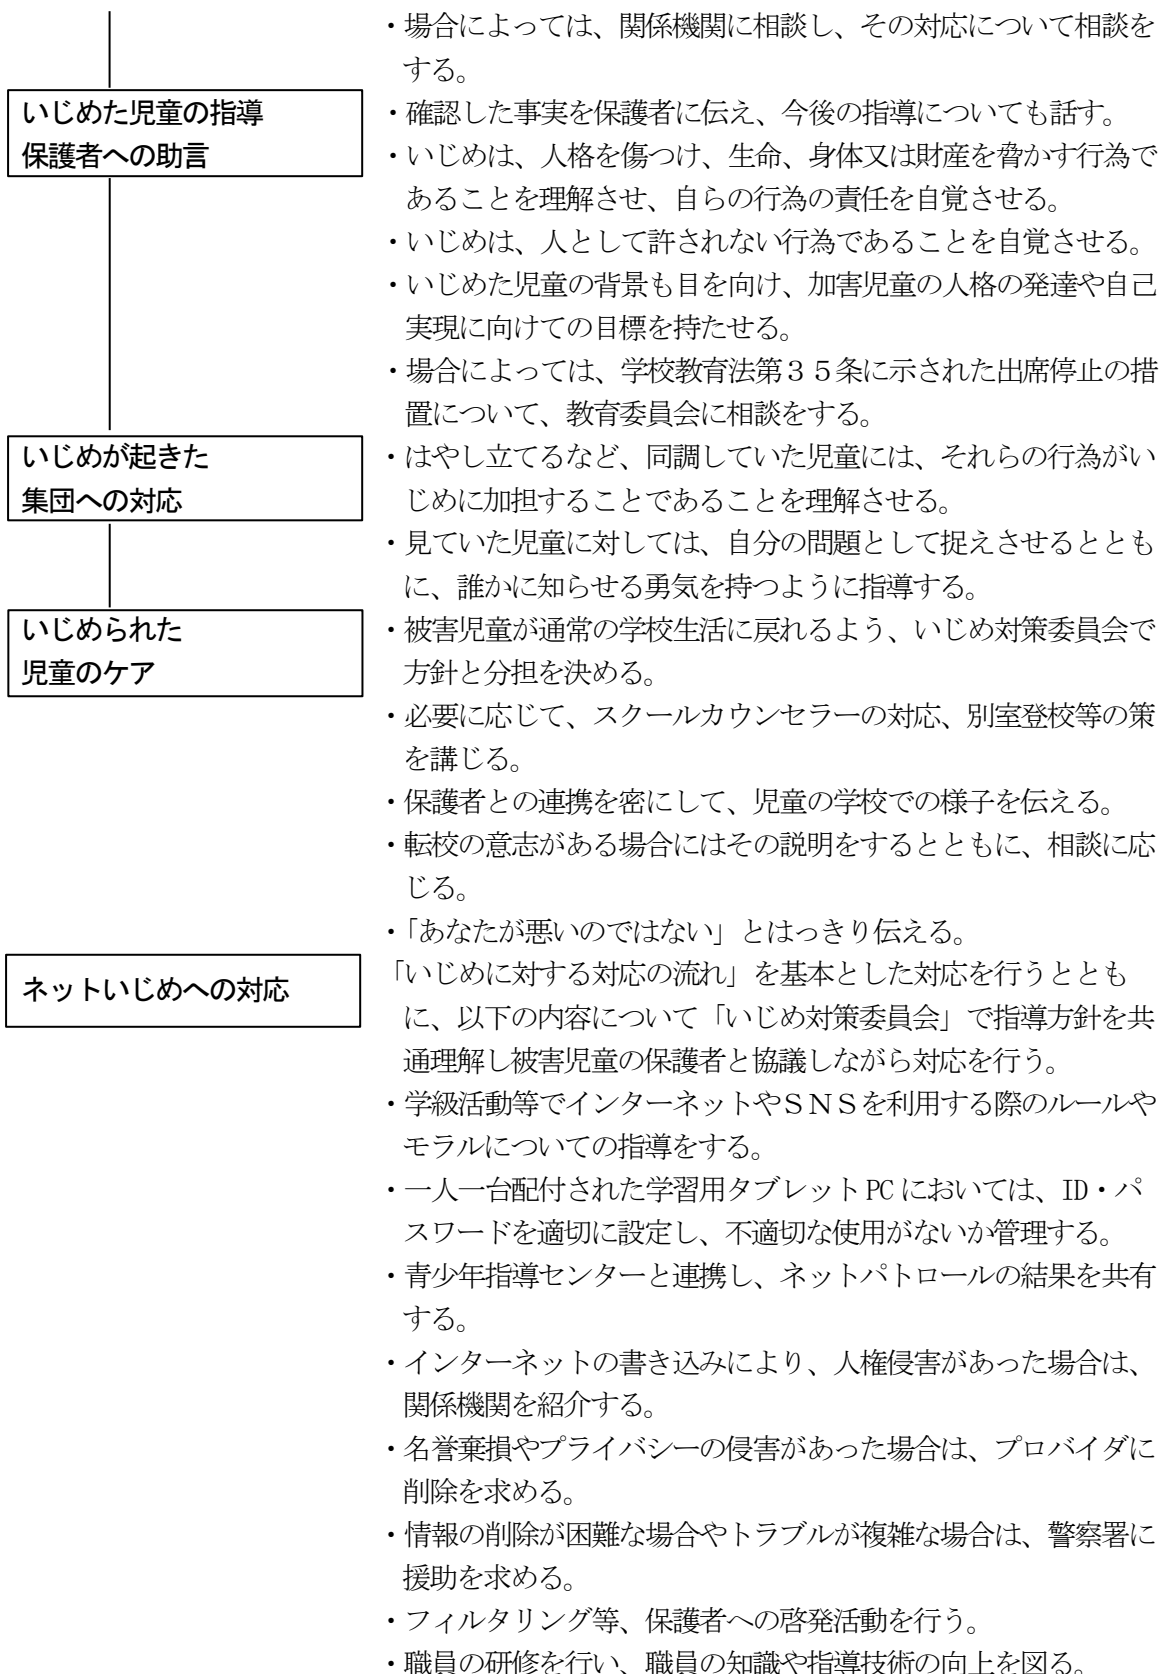 ・場合によっては、関係機関に相談し、その対応について相談を
する。
いじめた児童の指導
保護者への助言
・確認した事実を保護者に伝え、今後の指導についても話す。
・いじめは、人格を傷つけ、生命、身体又は財産を脅かす行為で
あることを理解させ、自らの行為の責任を自覚させる。
・いじめは、人として許されない行為であることを自覚させる。
・いじめた児童の背景も目を向け、加害児童の人格の発達や自己
実現に向けての目標を持たせる。
・場合によっては、学校教育法第３５条に示された出席停止の措
置について、教育委員会に相談をする。
いじめが起きた
集団への対応
・はやし立てるなど、同調していた児童には、それらの行為がい
じめに加担することであることを理解させる。
・見ていた児童に対しては、自分の問題として捉えさせるととも
に、誰かに知らせる勇気を持つように指導する。
いじめられた
児童のケア
・被害児童が通常の学校生活に戻れるよう、いじめ対策委員会で
方針と分担を決める。
・必要に応じて、スクールカウンセラーの対応、別室登校等の策
を講じる。
・保護者との連携を密にして、児童の学校での様子を伝える。
・転校の意志がある場合にはその説明をするとともに、相談に応
じる。
・「あなたが悪いのではない」とはっきり伝える。
ネットいじめへの対応
「いじめに対する対応の流れ」を基本とした対応を行うととも
に、以下の内容について「いじめ対策委員会」で指導方針を共
通理解し被害児童の保護者と協議しながら対応を行う。
・学級活動等でインターネットやＳＮＳを利用する際のルールや
モラルについての指導をする。
・一人一台配付された学習用タブレット PC においては、ID・パ
スワードを適切に設定し、不適切な使用がないか管理する。
・青少年指導センターと連携し、ネットパトロールの結果を共有
する。
・インターネットの書き込みにより、人権侵害があった場合は、
関係機関を紹介する。
・名誉棄損やプライバシーの侵害があった場合は、プロバイダに
削除を求める。
・情報の削除が困難な場合やトラブルが複雑な場合は、警察署に
援助を求める。
・フィルタリング等、保護者への啓発活動を行う。
・職員の研修を行い、職員の知識や指導技術の向上を図る。